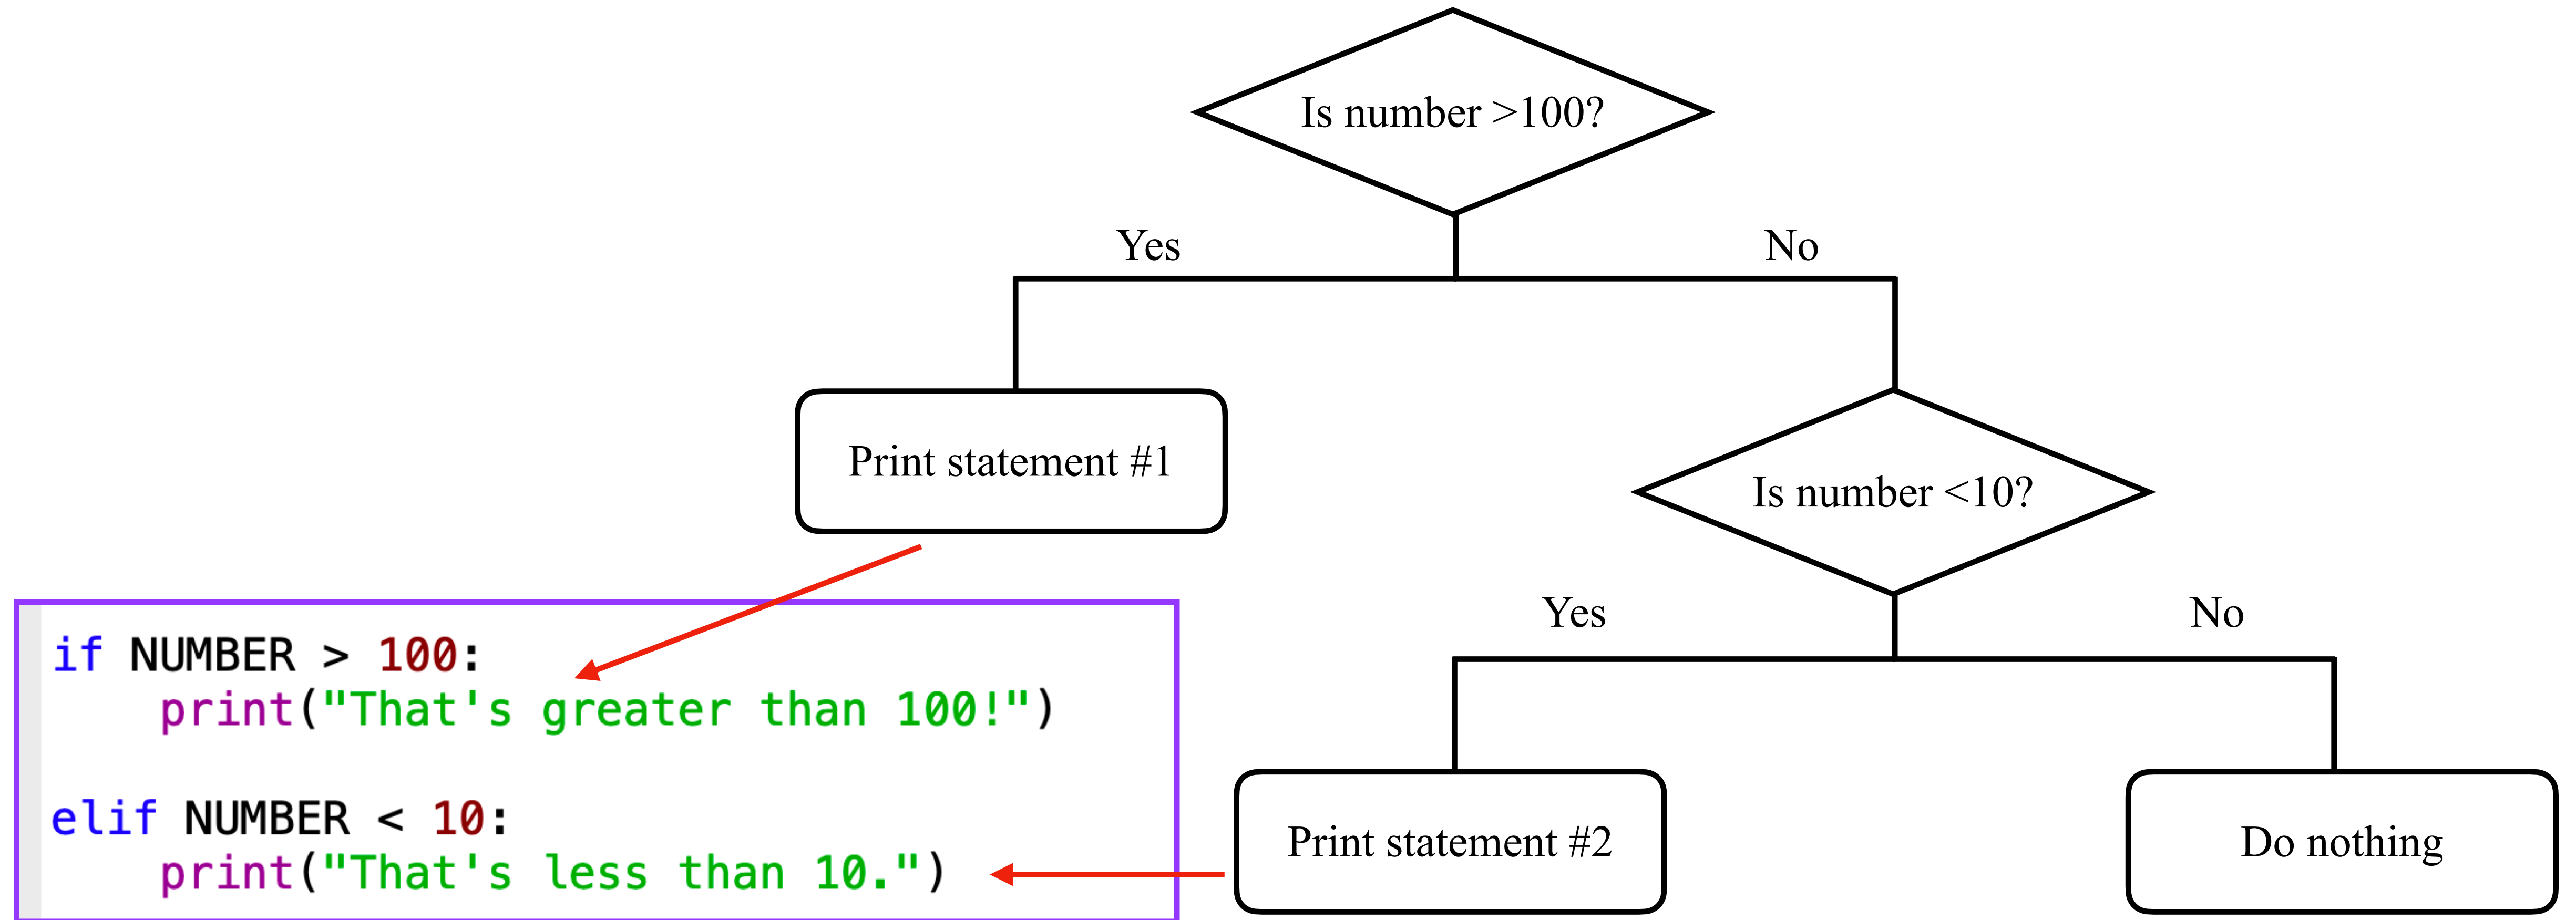 Is number >100?
Yes
No
Print statement #1
Is number <10?
Yes
No
if NUMBER > 100:
    print("That's greater than 100!")
elif NUMBER < 10:
    print("That's less than 10.")
Print statement #2
Do nothing